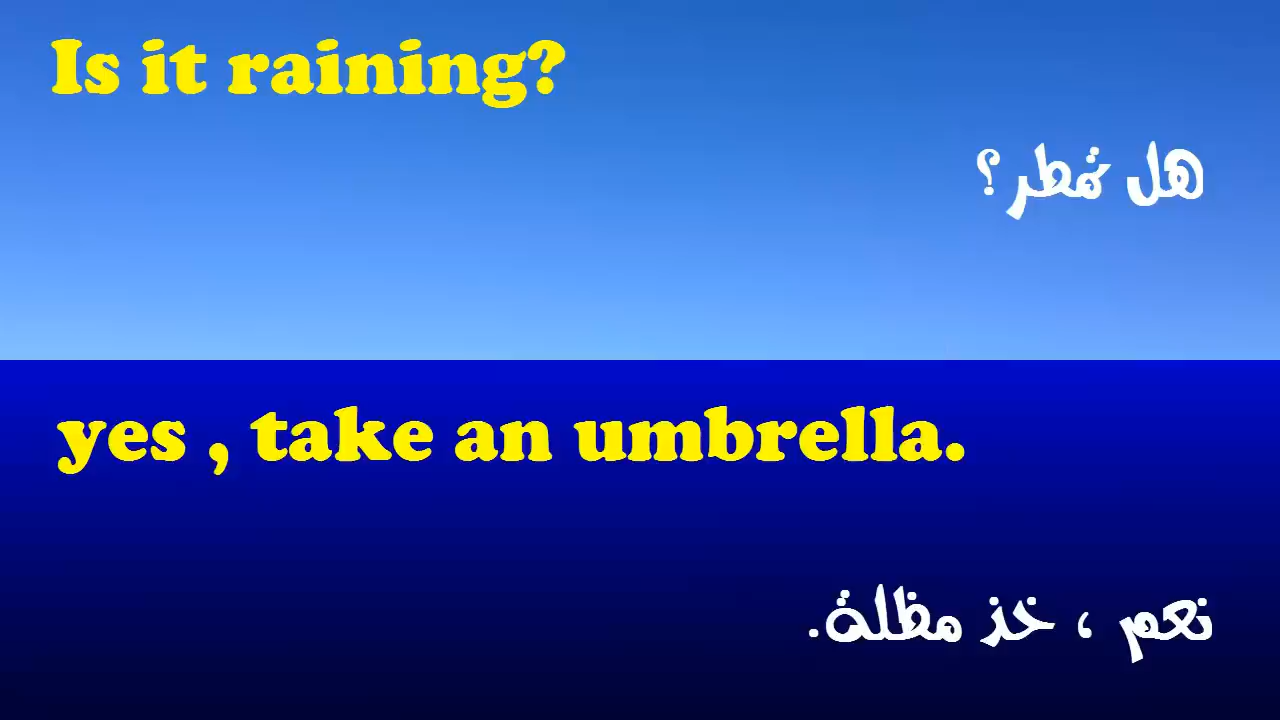 Is it raining?
هل تمطر؟
yes , take an umbrella.
نعم ، خذ مظلة.